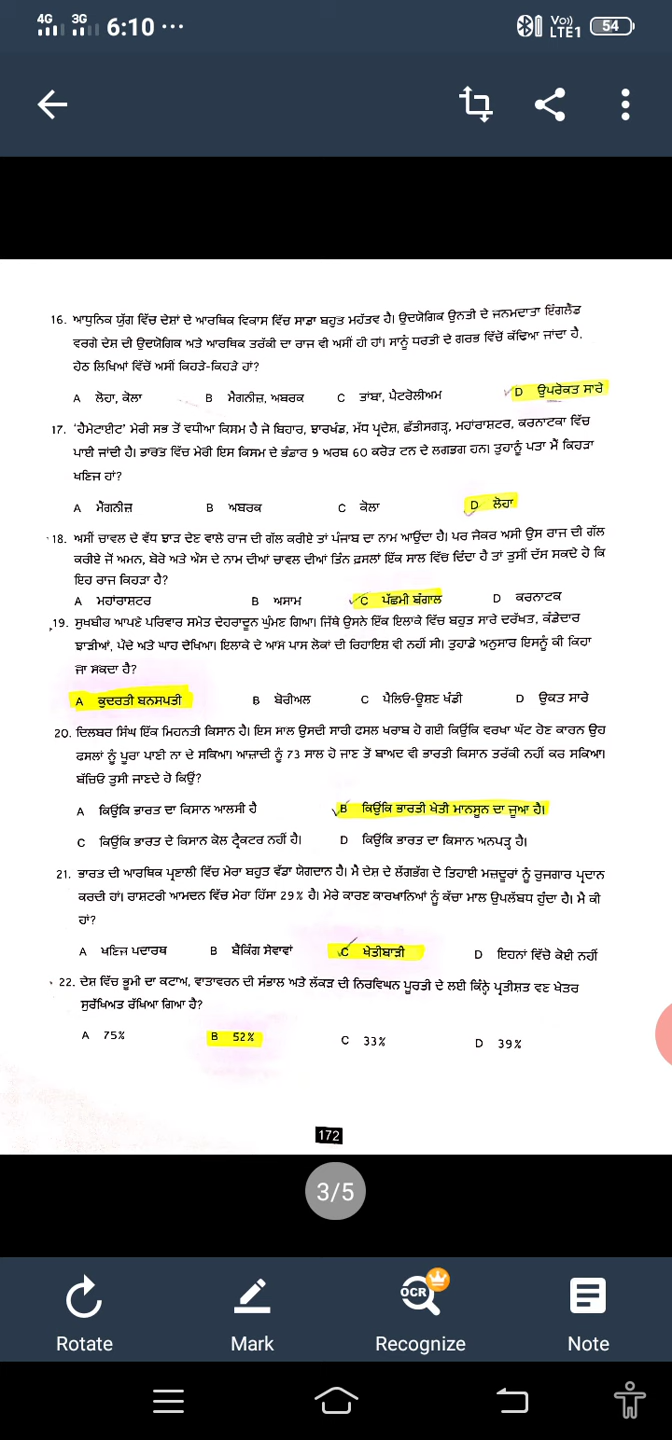 4G 3G 6:10 ••• Vo)) LTE1 54
16. ਆਧੁਨਿਕ ਯੁੱਗ ਵਿੱਚ ਦੇਸ਼ਾਂ ਦੇ ਆਰਥਿਕ ਵਿਕਾਸ ਵਿੱਚ ਸਾਡਾ ਬਹੁਤ ਮਹੱਤਵ ਹੈ। ਉਦਯੋਗਿਕ ਉਨਤੀ ਦੇ ਜਨਮਦਾਤਾ ਇੰਗਲੈਂਡ
ਵਰਗੇ ਦੇਸ਼ ਦੀ ਉਦਯੋਗਿਕ ਅਤੇ ਆਰਥਿਕ ਤਰੱਕੀ ਦਾ ਰਾਜ ਵੀ ਅਸੀਂ ਹੀ ਹਾਂ। ਸਾਨੂੰ ਧਰਤੀ ਦੇ ਗਰਭ ਵਿੱਚੋਂ ਕੱਢਿਆ ਜਾਂਦਾ ਹੈ.
ਹੇਠ ਲਿਖਿਆਂ ਵਿੱਚੋਂ ਅਸੀਂ ਕਿਹੜੇ-ਕਿਹੜੇ ਹਾਂ?
A ਲੋਹਾ, ਕੋਲਾ B ਮੈਗਨੀਜ਼, ਅਬਰਕ C ਤਾਂਬਾ, ਪੈਟਰੋਲੀਅਮ D ਉਪਰੋਕਤ ਸਾਰੇ
17. 'ਹੈਮੇਟਾਈਟ' ਮੇਰੀ ਸਭ ਤੋਂ ਵਧੀਆ ਕਿਸਮ ਹੈ ਜੋ ਬਿਹਾਰ, ਝਾਰਖੰਡ, ਮੱਧ ਪ੍ਰਦੇਸ਼, ਛੱਤੀਸਗੜ੍ਹ, ਮਹਾਂਰਾਸ਼ਟਰ, ਕਰਨਾਟਕਾ ਵਿੱਚ
ਪਾਈ ਜਾਂਦੀ ਹੈ। ਭਾਰਤ ਵਿੱਚ ਮੇਰੀ ਇਸ ਕਿਸਮ ਦੇ ਭੰਡਾਰ 9 ਅਰਬ 60 ਕਰੋੜ ਟਨ ਦੇ ਲਗਭਗ ਹਨ। ਤੁਹਾਨੂੰ ਪਤਾ ਮੈਂ ਕਿਹੜਾ
ਖਣਿਜ ਹਾਂ?
A ਮੈਂਗਨੀਜ਼ B ਅਬਰਕ C ਕੋਲਾ D ਲੋਹਾ
18. ਅਸੀਂ ਚਾਵਲ ਦੇ ਵੱਧ ਝਾੜ ਦੇਣ ਵਾਲੇ ਰਾਜ ਦੀ ਗੱਲ ਕਰੀਏ ਤਾਂ ਪੰਜਾਬ ਦਾ ਨਾਮ ਆਉਂਦਾ ਹੈ। ਪਰ ਜੇਕਰ ਅਸੀ ਉਸ ਰਾਜ ਦੀ ਗੱਲ
ਕਰੀਏ ਜੋਂ ਅਮਨ, ਬੋਰੋ ਅਤੇ ਔਸ ਦੇ ਨਾਮ ਦੀਆਂ ਚਾਵਲ ਦੀਆਂ ਤਿੰਨ ਫ਼ਸਲਾਂ ਇੱਕ ਸਾਲ ਵਿੱਚ ਦਿੰਦਾ ਹੈ ਤਾਂ ਤੁਸੀਂ ਦੱਸ ਸਕਦੇ ਹੋ ਕਿ
ਇਹ ਰਾਜ ਕਿਹੜਾ ਹੈ?
A ਮਹਾਂਰਾਸ਼ਟਰ B ਅਸਾਮ C ਪੱਛਮੀ ਬੰਗਾਲ D ਕਰਨਾਟਕ
19. ਸੁਖਬੀਰ ਆਪਣੇ ਪਰਿਵਾਰ ਸਮੇਤ ਦੇਹਰਾਦੂਨ ਘੁੰਮਣ ਗਿਆ। ਜਿੱਥੇ ਉਸਨੇ ਇੱਕ ਇਲਾਕੇ ਵਿੱਚ ਬਹੁਤ ਸਾਰੇ ਦਰੱਖਤ, ਕੰਡੇਦਾਰ
ਝਾੜੀਆਂ, ਪੌਦੇ ਅਤੇ ਘਾਹ ਦੇਖਿਆ। ਇਲਾਕੇ ਦੇ ਆਸ ਪਾਸ ਲੋਕਾਂ ਦੀ ਰਿਹਾਇਸ਼ ਵੀ ਨਹੀਂ ਸੀ। ਤੁਹਾਡੇ ਅਨੁਸਾਰ ਇਸਨੂੰ ਕੀ ਕਿਹਾ
ਜਾ ਸਕਦਾ ਹੈ?
A ਕੁਦਰਤੀ ਬਨਸਪਤੀ B ਬੋਰੀਅਲ C ਪੈਲਿਓ-ਊਸ਼ਣ ਖੰਡੀ D ਉਕਤ ਸਾਰੇ
20. ਦਿਲਬਰ ਸਿੰਘ ਇੱਕ ਮਿਹਨਤੀ ਕਿਸਾਨ ਹੈ। ਇਸ ਸਾਲ ਉਸਦੀ ਸਾਰੀ ਫਸਲ ਖਰਾਬ ਹੋ ਗਈ ਕਿਉਂਕਿ ਵਰਖਾ ਘੱਟ ਹੋਣ ਕਾਰਨ ਉਹ
ਫਸਲਾਂ ਨੂੰ ਪੂਰਾ ਪਾਣੀ ਨਾ ਦੇ ਸਕਿਆ। ਆਜ਼ਾਦੀ ਨੂੰ 73 ਸਾਲ ਹੋ ਜਾਣ ਤੋਂ ਬਾਅਦ ਵੀ ਭਾਰਤੀ ਕਿਸਾਨ ਤਰੱਕੀ ਨਹੀਂ ਕਰ ਸਕਿਆ।
ਬੱਚਿਓ ਤੁਸੀ ਜਾਣਦੇ ਹੋ ਕਿਉਂ?
A ਕਿਉਂਕਿ ਭਾਰਤ ਦਾ ਕਿਸਾਨ ਆਲਸੀ ਹੈ B ਕਿਉਂਕਿ ਭਾਰਤੀ ਖੇਤੀ ਮਾਨਸੂਨ ਦਾ ਜੂਆ ਹੈ।
C ਕਿਉਂਕਿ ਭਾਰਤ ਦੇ ਕਿਸਾਨ ਕੋਲ ਟ੍ਰੈਕਟਰ ਨਹੀਂ ਹੈ। D ਕਿਉਂਕਿ ਭਾਰਤ ਦਾ ਕਿਸਾਨ ਅਨਪੜ੍ਹ ਹੈ।
21. ਭਾਰਤ ਦੀ ਆਰਥਿਕ ਪ੍ਰਣਾਲੀ ਵਿੱਚ ਮੇਰਾ ਬਹੁਤ ਵੱਡਾ ਯੋਗਦਾਨ ਹੈ। ਮੈ ਦੇਸ਼ ਦੇ ਲੱਗਭੱਗ ਦੋ ਤਿਹਾਈ ਮਜ਼ਦੂਰਾਂ ਨੂੰ ਰੁਜਗਾਰ ਪ੍ਰਦਾਨ
ਕਰਦੀ ਹਾਂ। ਰਾਸ਼ਟਰੀ ਆਮਦਨ ਵਿੱਚ ਮੇਰਾ ਹਿੱਸਾ 29% ਹੈ। ਮੇਰੇ ਕਾਰਣ ਕਾਰਖਾਨਿਆਂ ਨੂੰ ਕੱਚਾ ਮਾਲ ਉਪਲੱਬਧ ਹੁੰਦਾ ਹੈ। ਮੈ ਕੀ
ਹਾਂ?
A ਖਣਿਜ ਪਦਾਰਥ B ਬੈਂਕਿੰਗ ਸੇਵਾਵਾਂ C ਖੇਤੀਬਾੜੀ D ਇਹਨਾਂ ਵਿੱਚੋ ਕੋਈ ਨਹੀਂ
22. ਦੇਸ਼ ਵਿੱਚ ਭੂਮੀ ਦਾ ਕਟਾਅ, ਵਾਤਾਵਰਨ ਦੀ ਸੰਭਾਲ ਅਤੇ ਲੱਕੜ ਦੀ ਨਿਰਵਿਘਨ ਪੂਰਤੀ ਦੇ ਲਈ ਕਿੰਨ੍ਹੇ ਪ੍ਰਤੀਸ਼ਤ ਵਣ ਖੇਤਰ
ਸੁਰੱਖਿਅਤ ਰੱਖਿਆ ਗਿਆ ਹੈ?
A 75% B 52% C 33% D 39%
172
3/5
OCR
Rotate Mark Recognize Note